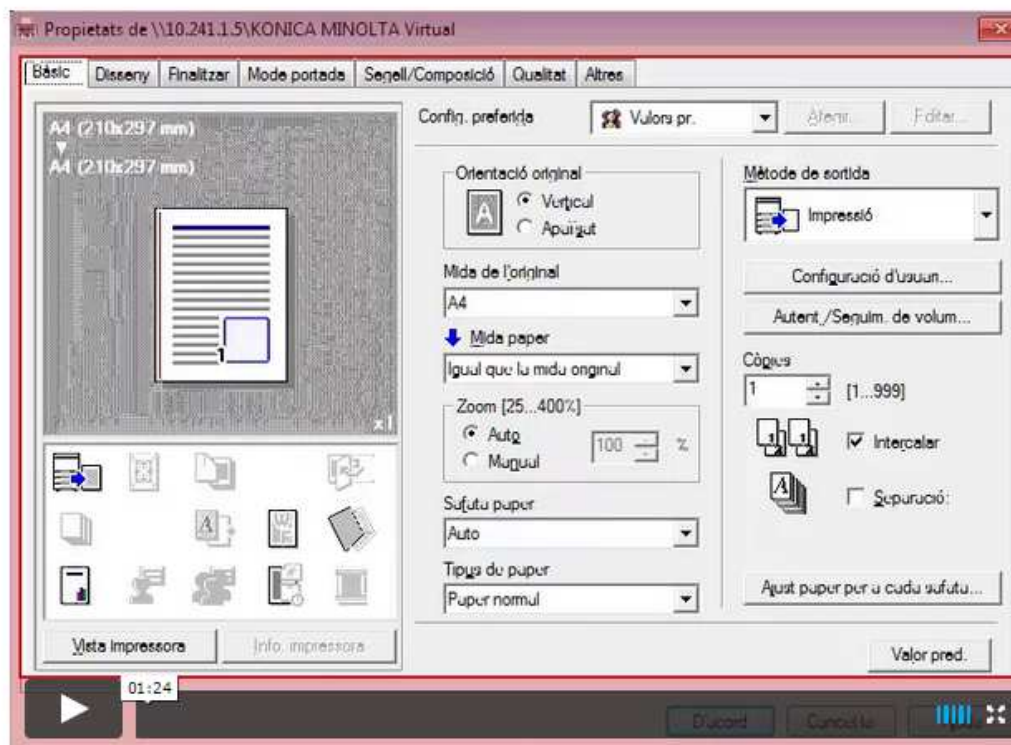 Propietats de \\10.241.1.5\KONICA MINOLTA Virtual
Bàsic Disseny Finalitzar Mode portada Segell/Composició Qualitat Altres
A4 (210x297 mm)
A4 (210x297 mm)
1
x1
Vista impressora Info. impressora
Config. preferida Vulors pr. Afegir... Editar...
Orientació original
A
Vertical
Apaïsat
Mida de l'original
A4
Mida paper
Igual que la mida original
Zoom [25...400%]
Auto
Manual
100 %
Safata paper
Auto
Tipus de paper
Paper normal
Mètode de sortida
Impressió
Configuració d'usuari...
Autent./Seguim. de volum...
Còpies
1 [1...999]
Intercalar
Separació:
Ajust paper per a cada safata...
Valor pred.
01:24
D'acord Cancel·la